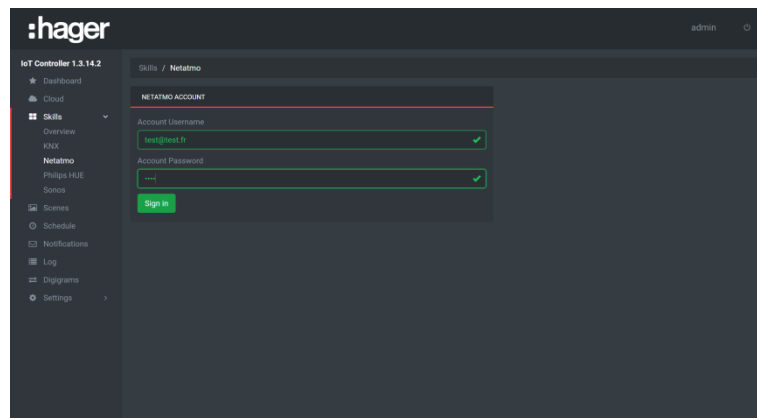 :hager
admin
IoT Controller 1.3.14.2
Dashboard
Cloud
Skills
Overview
KNX
Netatmo
Philips HUE
Sonos
Scenes
Schedule
Notifications
Log
Digigrams
Settings
Skills / Netatmo
NETATMO ACCOUNT
Account Username
test@test.fr
Account Password
••••
Sign in